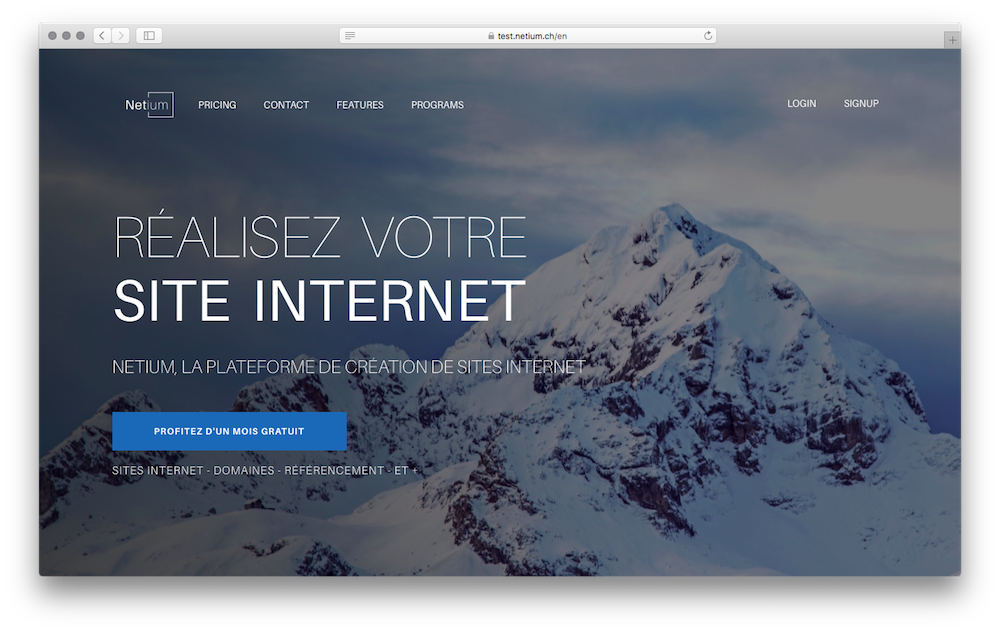 test.netium.ch/en
Netium PRICING CONTACT FEATURES PROGRAMS LOGIN SIGNUP
RÉALISEZ VOTRE
SITE INTERNET
NETIUM, LA PLATEFORME DE CRÉATION DE SITES INTERNET
PROFITEZ D'UN MOIS GRATUIT
SITES INTERNET - DOMAINES - RÉFÉRENCEMENT - ET +